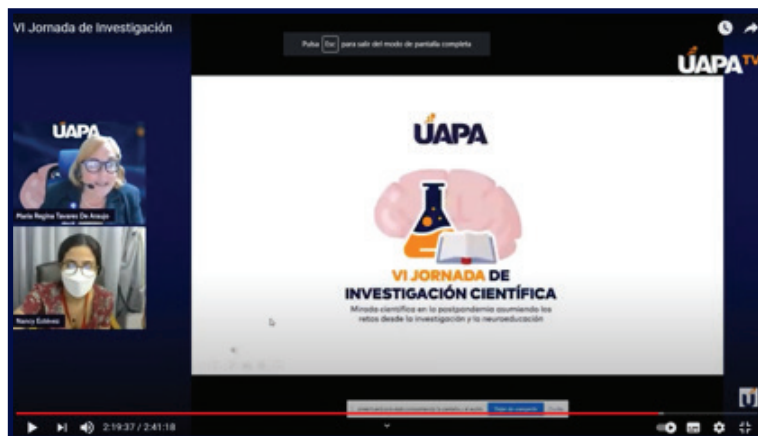 VI Jornada de Investigación
Pulsa Esc para salir del modo de pantalla completa
UAPA TV
UAPA
Maria Regina Tavares De Araujo
Nancy Estévez
UAPA
VI JORNADA DE
INVESTIGACIÓN CIENTÍFICA
Mirada científica en la postpandemia asumiendo los
retos desde la investigación y la neuroeducación
2:19:37 / 2:41:18